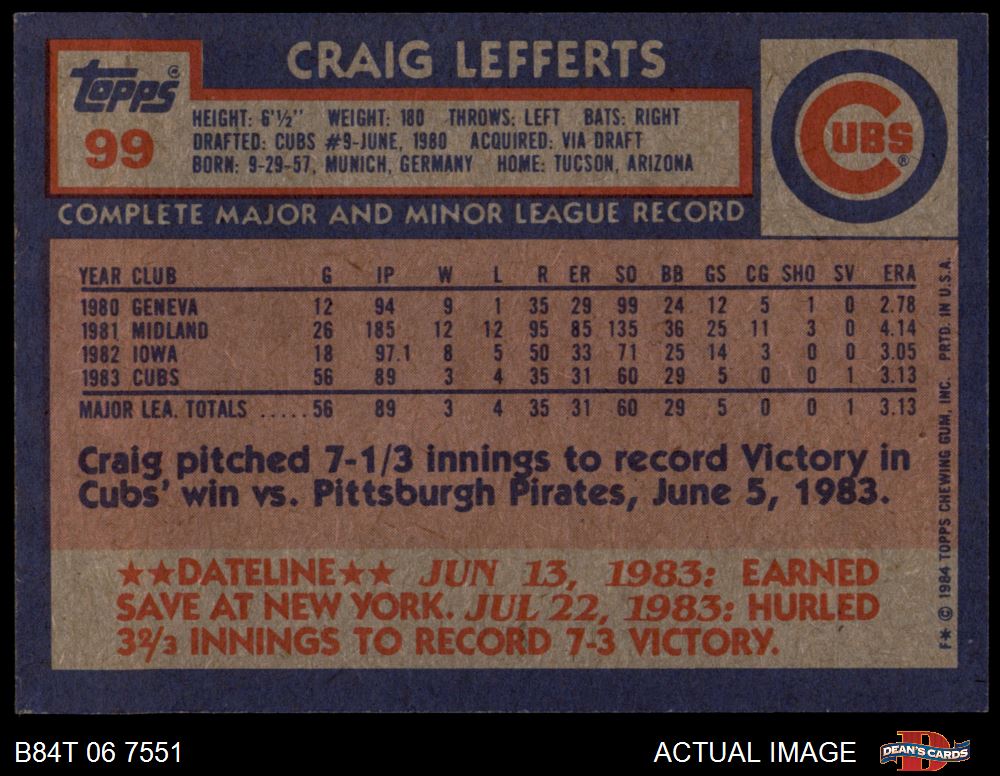 CRAIG LEFFERTS
topps®
99
HEIGHT: 6'½" WEIGHT: 180 THROWS: LEFT BATS: RIGHT
DRAFTED: CUBS #9-JUNE, 1980 ACQUIRED: VIA DRAFT
BORN: 9-29-57, MUNICH, GERMANY HOME: TUCSON, ARIZONA
CUBS®
COMPLETE MAJOR AND MINOR LEAGUE RECORD
YEAR CLUB G IP W L R ER SO BB GS CG SHO SV ERA
1980 GENEVA 12 94 9 1 35 29 99 24 12 5 1 0 2.78
1981 MIDLAND 26 185 12 12 95 85 135 36 25 11 3 0 4.14
1982 IOWA 18 97.1 8 5 50 33 71 25 14 3 0 0 3.05
1983 CUBS 56 89 3 4 35 31 60 29 5 0 0 1 3.13
MAJOR LEA. TOTALS ..... 56 89 3 4 35 31 60 29 5 0 0 1 3.13
Craig pitched 7-1/3 innings to record Victory in
Cubs' win vs. Pittsburgh Pirates, June 5, 1983.
★★DATELINE★★ JUN 13, 1983: EARNED
SAVE AT NEW YORK. JUL 22, 1983: HURLED
3⅔ INNINGS TO RECORD 7-3 VICTORY.
F* © 1984 TOPPS CHEWING GUM, INC. PRTD. IN U.S.A.
B84T 06 7551
ACTUAL IMAGE
D
DEAN'S CARDS